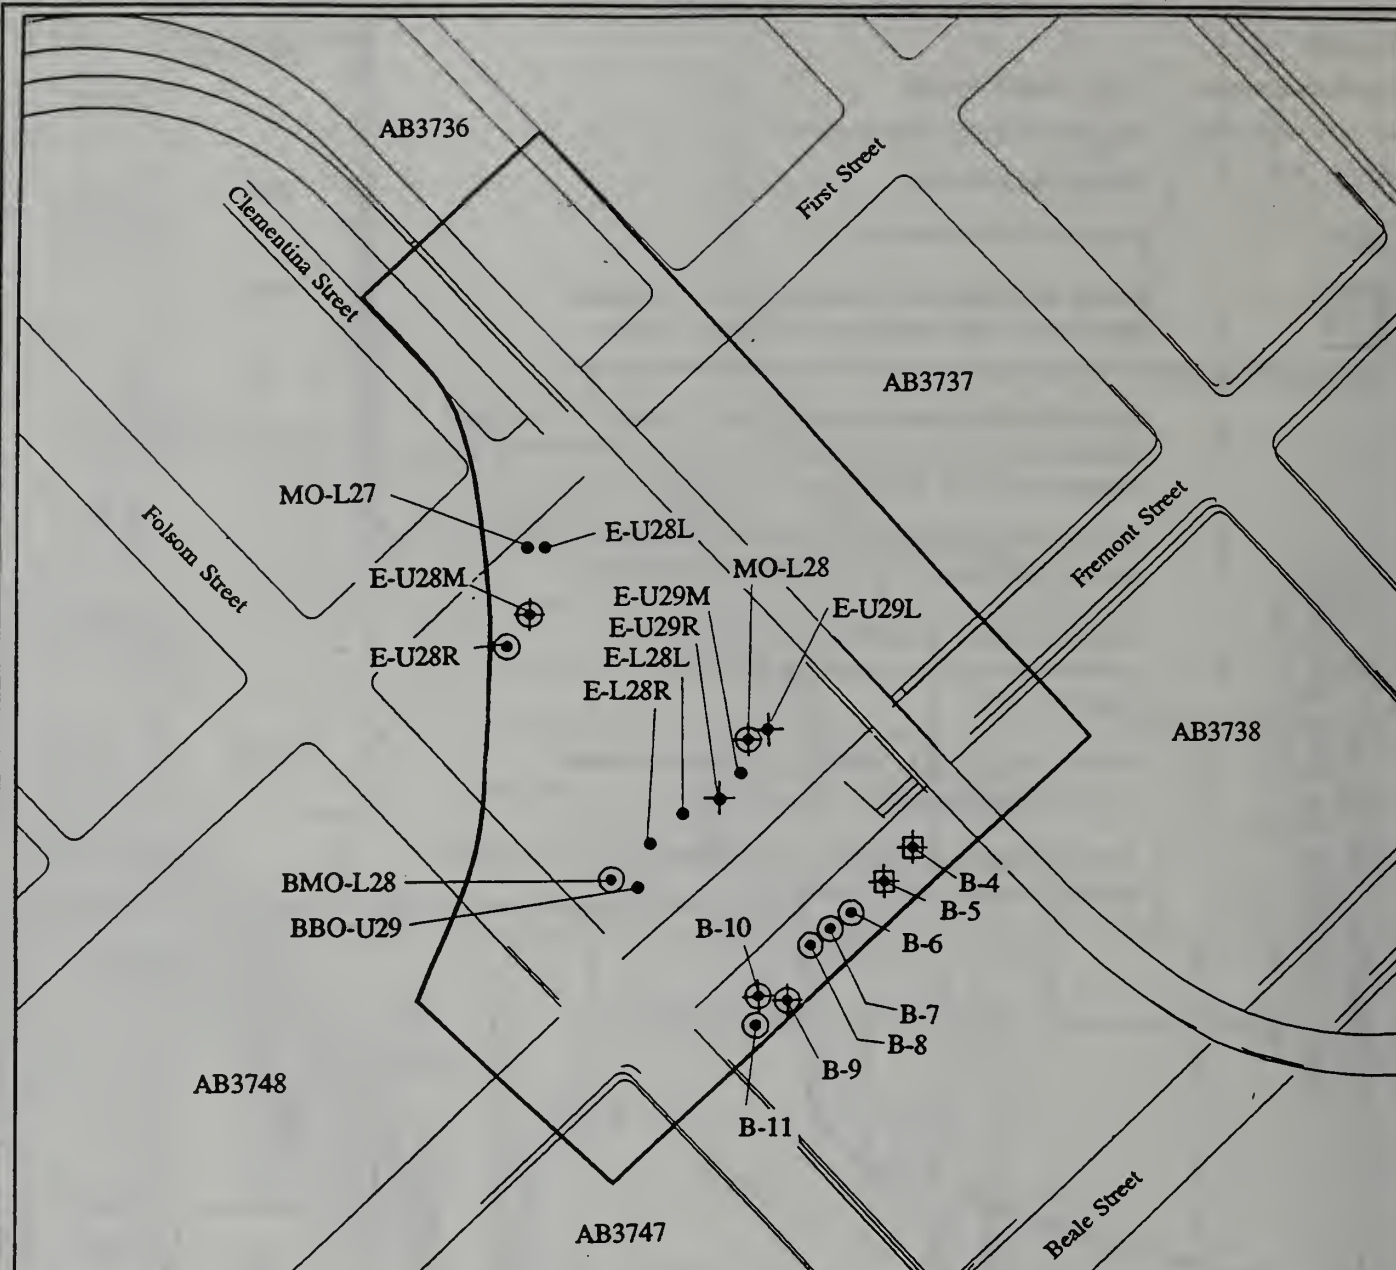 AB3736
First Street
Clementina Street
AB3737
MO-L27
Folsom Street
E-U28L
Fremont Street
E-U28M
MO-L28
E-U29M
E-U29L
E-U29R
E-U28R
E-L28L
E-L28R
AB3738
BMO-L28
B-4
B-5
BBO-U29
B-10
B-6
B-7
B-8
B-9
AB3748
B-11
Beale Street
AB3747